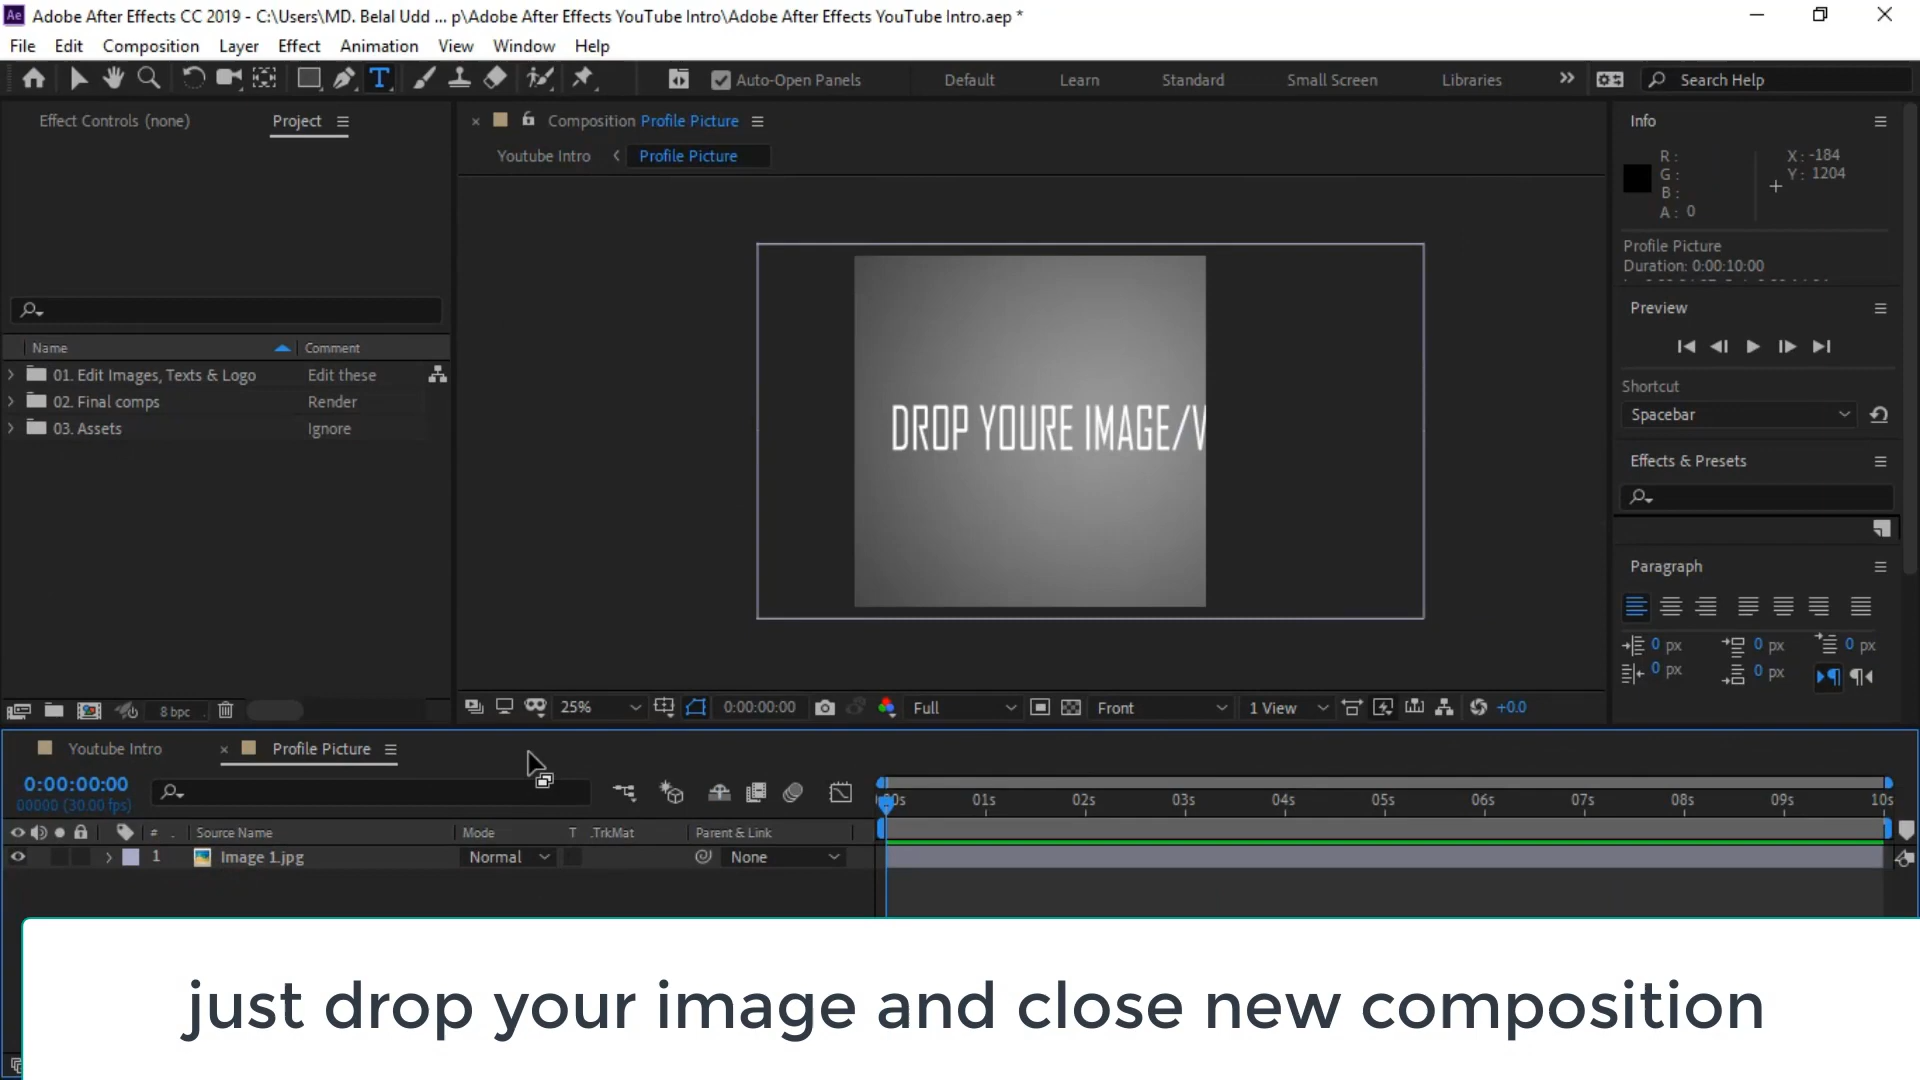 Adobe After Effects CC 2019 - C:\Users\MD. Belal Udd ... p\Adobe After Effects YouTube Intro\Adobe After Effects YouTube Intro.aep *
File Edit Composition Layer Effect Animation View Window Help
Auto-Open Panels Default Learn Standard Small Screen Libraries Search Help
Effect Controls (none) Project
Composition Profile Picture
Youtube Intro Profile Picture
Name Comment
01. Edit Images, Texts & Logo Edit these
02. Final comps Render
03. Assets Ignore
DROP YOURE IMAGE/V
Info
R :
G :
B :
A : 0
X : -184
Y : 1204
Profile Picture
Duration: 0:00:10:00
Preview
Shortcut
Spacebar
Effects & Presets
Paragraph
0 px 0 px 0 px
0 px 0 px
8 bpc
25% 0:00:00:00 Full Front 1 View +0.0
Youtube Intro Profile Picture
0:00:00:00
00000 (30.00 fps)
01s 02s 03s 04s 05s 06s 07s 08s 09s 10s
# Source Name Mode T .TrkMat Parent & Link
1 Image 1.jpg Normal None
just drop your image and close new composition